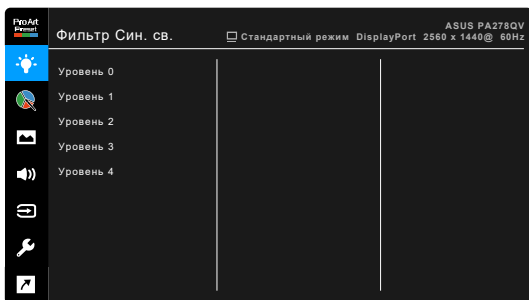 ProArt
Preset
Фильтр Син. св.
ASUS PA278QV
Стандартный режим DisplayPort 2560 x 1440@ 60Hz
Уровень 0
Уровень 1
Уровень 2
Уровень 3
Уровень 4